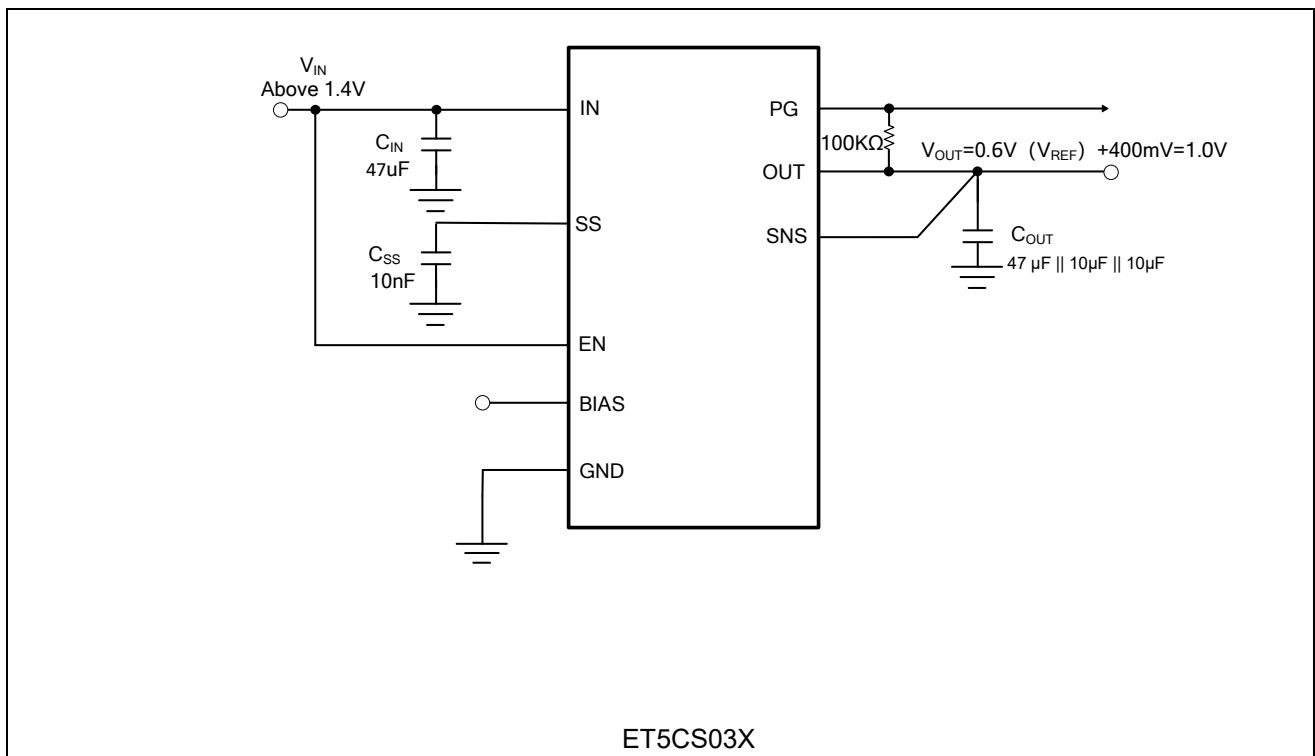 V_IN
Above 1.4V
IN
C_IN
47uF
SS
C_SS
10nF
EN
BIAS
GND
PG
100KΩ
OUT
V_OUT=0.6V (V_REF) +400mV=1.0V
SNS
C_OUT
47 µF || 10µF || 10µF
ET5CS03X